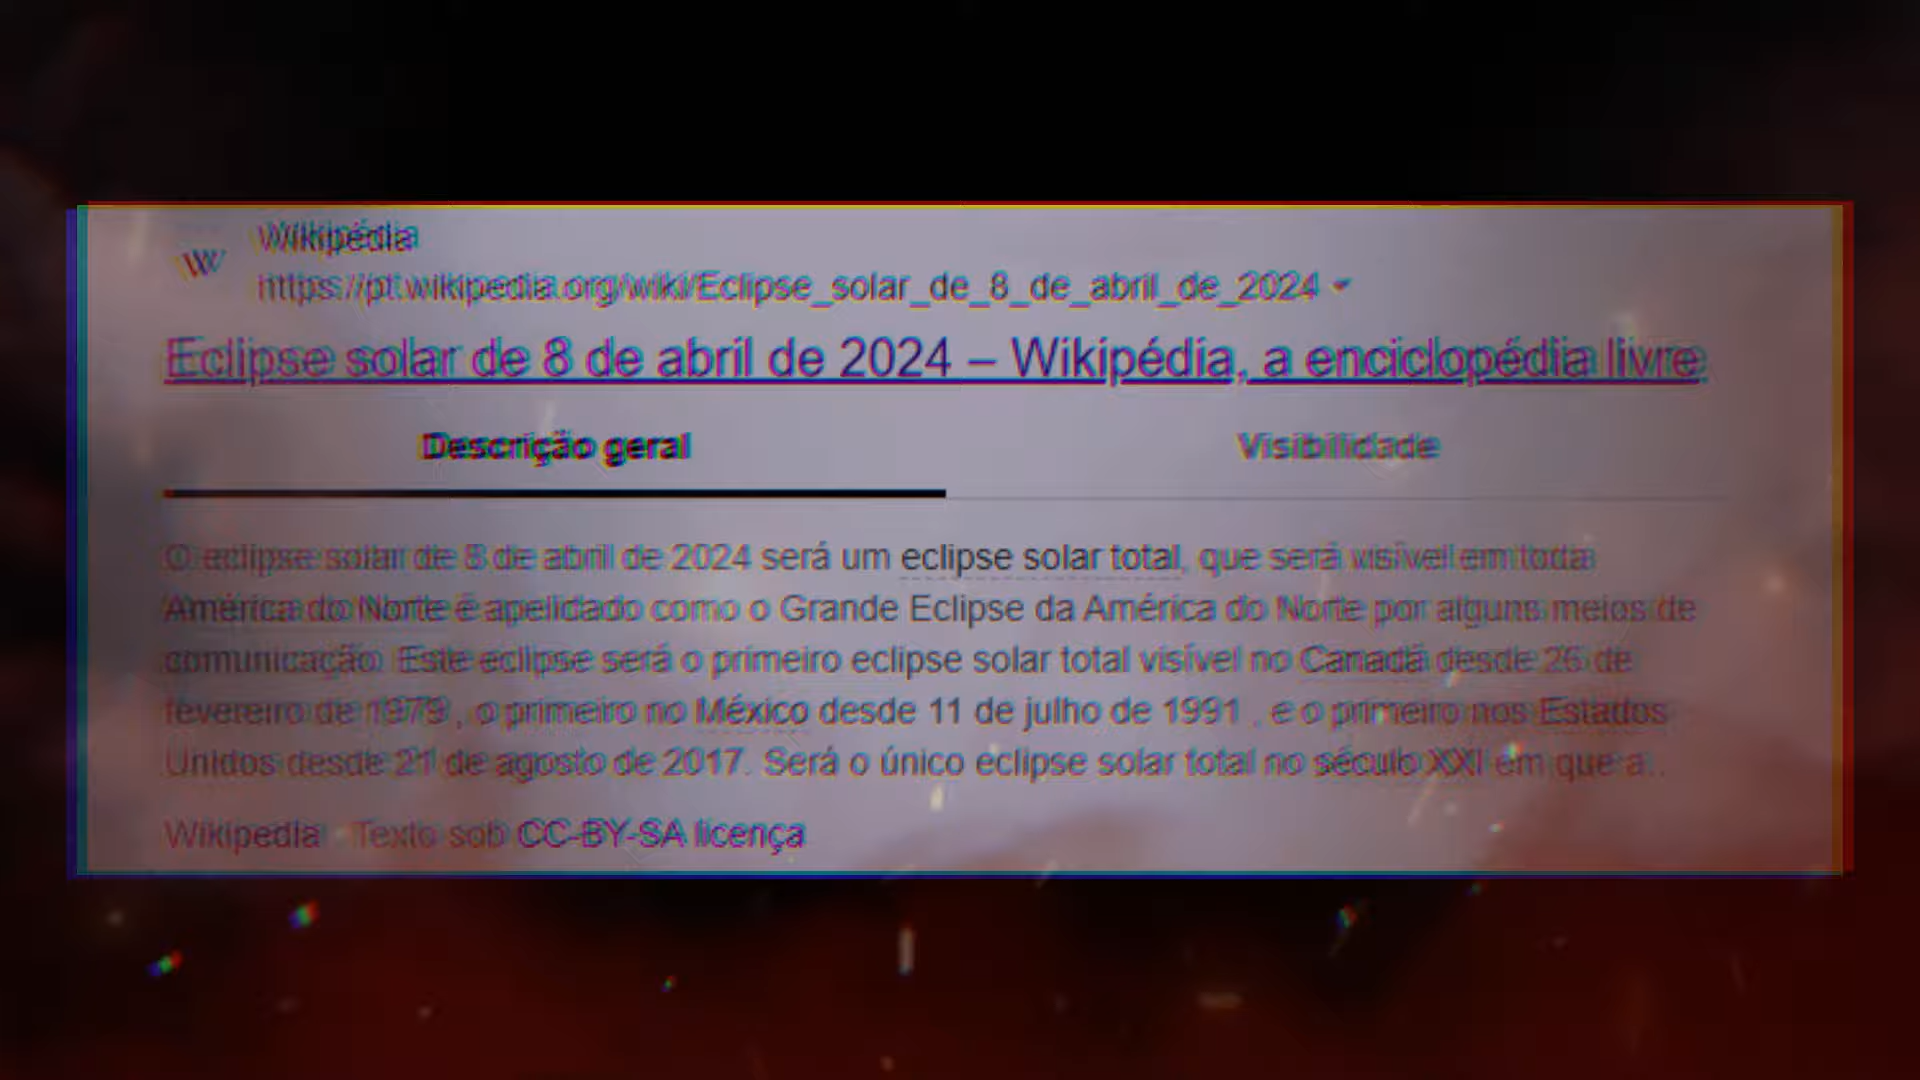 W
Wikipédia
https://pt.wikipedia.org/wiki/Eclipse_solar_de_8_de_abril_de_2024
Eclipse solar de 8 de abril de 2024 – Wikipédia, a enciclopédia livre
Descrição geral
Visibilidade
O eclipse solar de 8 de abril de 2024 será um eclipse solar total, que será visível em toda
América do Norte é apelidado como o Grande Eclipse da América do Norte por alguns meios de
comunicação. Este eclipse será o primeiro eclipse solar total visível no Canadá desde 26 de
fevereiro de 1979 , o primeiro no México desde 11 de julho de 1991 , e o primeiro nos Estados
Unidos desde 21 de agosto de 2017. Será o único eclipse solar total no século XXI em que a..
Wikipedia · Texto sob CC-BY-SA licença